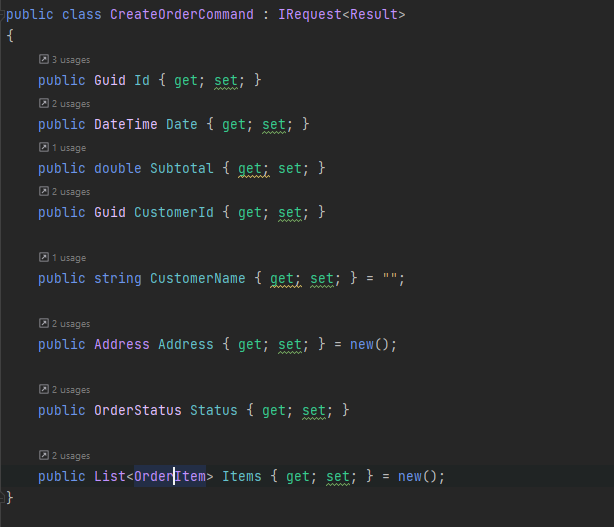 public class CreateOrderCommand : IRequest<Result>
{
3 usages
public Guid Id { get; set; }
2 usages
public DateTime Date { get; set; }
1 usage
public double Subtotal { get; set; }
2 usages
public Guid CustomerId { get; set; }
1 usage
public string CustomerName { get; set; } = "";
2 usages
public Address Address { get; set; } = new();
2 usages
public OrderStatus Status { get; set; }
2 usages
public List<OrderItem> Items { get; set; } = new();
}